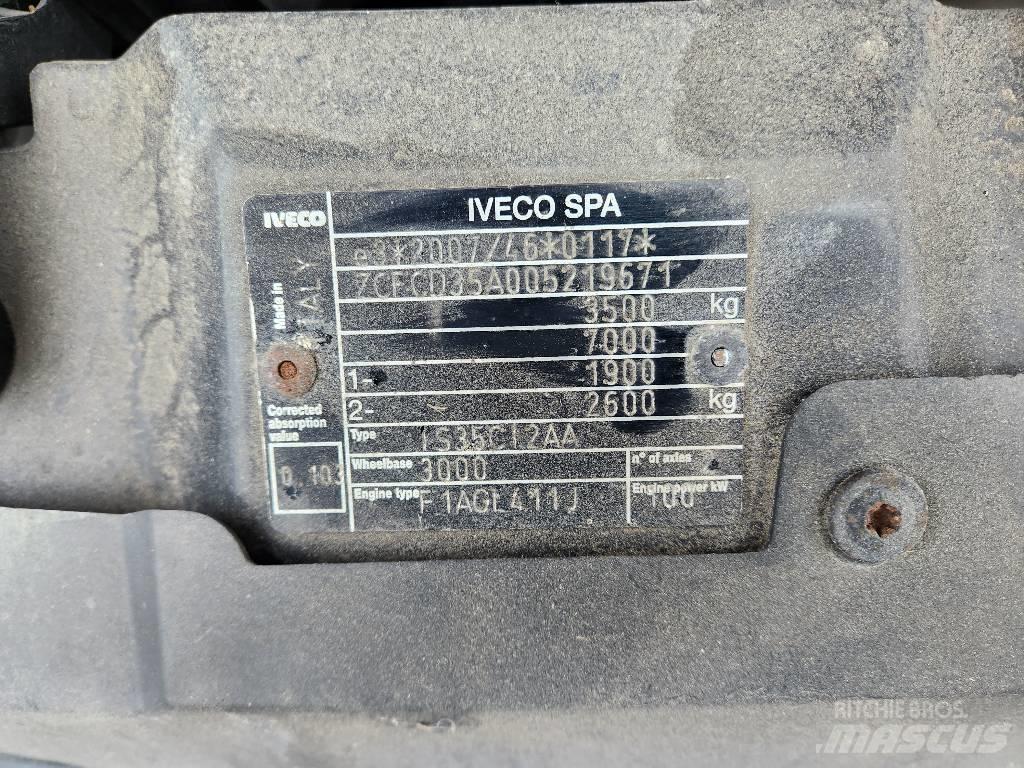 IVECO
IVECO SPA
e3*2007/46*0117*
ZCFCD35A005219671
Made in
ITALY
3500 kg
7000
1- 1900
2- 2600 kg
Corrected
absorption
value
0.103
Type
Wheelbase 3000
nº of axles
Engine type F1AGL411J
Engine power kW 100
RITCHIE BROS.
MASCUS